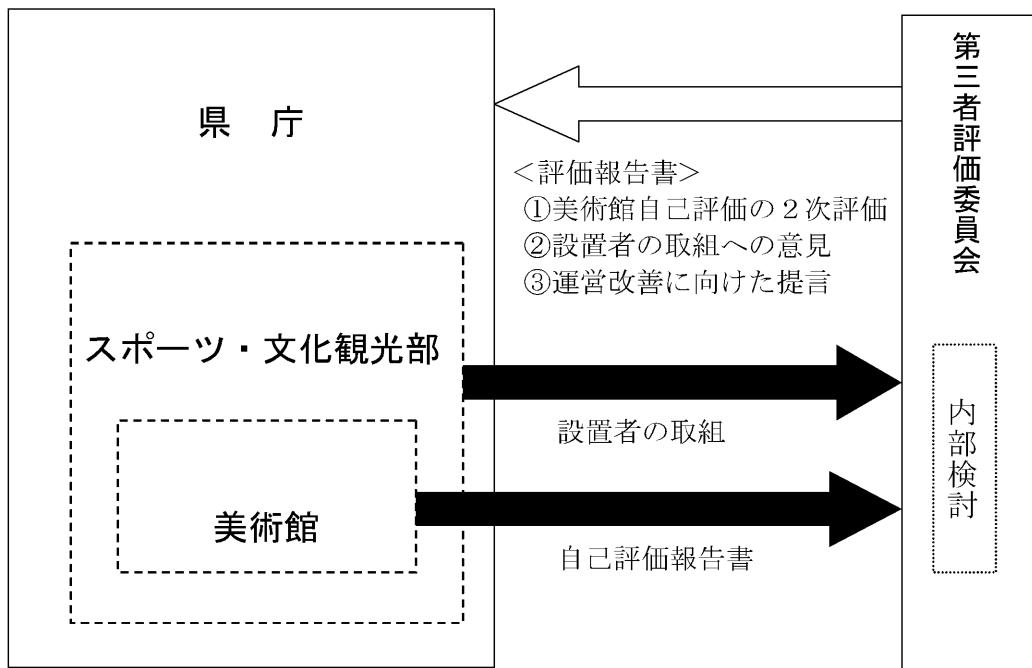 県　庁
第三者評価委員会
＜評価報告書＞
①美術館自己評価の２次評価
②設置者の取組への意見
③運営改善に向けた提言
スポーツ・文化観光部
設置者の取組
内部検討
美術館
自己評価報告書